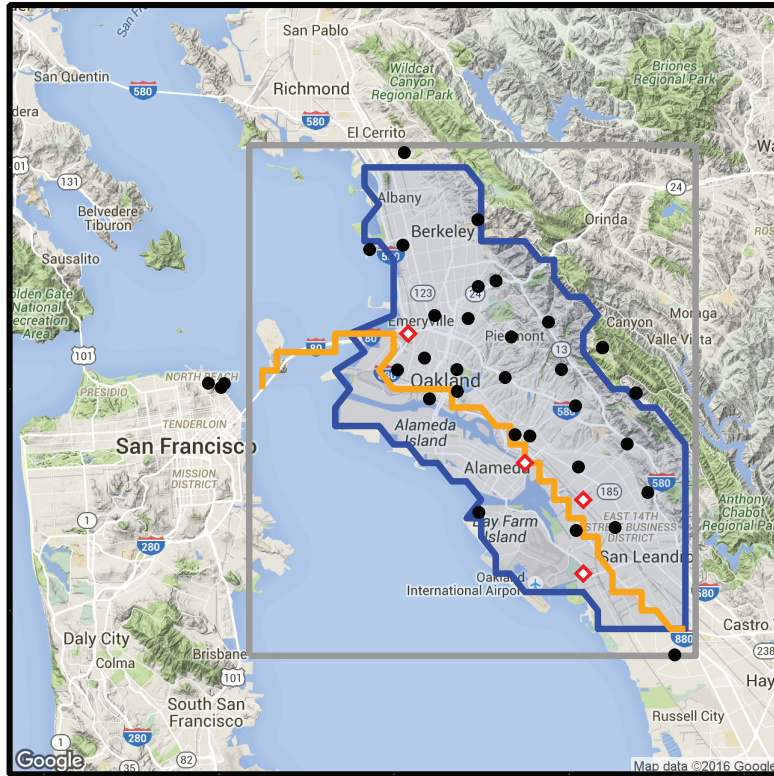 San Pablo
San Quentin
Wildcat
Canyon
Regional Park
Briones
Regional Park
580
Richmond
580
El Cerrito
101
131
24
Belvedere
Tiburon
Albany
Orinda
Berkeley
Sausalito
580
Golden Gate
National
Recreation
Area
123
24
Moraga
Emeryville
Canyon
Valle Vista
80
80
Piedmont
13
101
NORTH BEACH
PRESIDIO
Oakland
TENDERLOIN
580
San Francisco
Alameda
Island
MISSION
DISTRICT
Alameda
580
185
1
Anthony
Chabot
Regional Park
Bay Farm
Island
EAST 14TH
STREET BUSINESS
DISTRICT
280
San Leandro
Oakland
International Airport
580
Daly City
Castro
880
Colma
Brisbane
238
101
Hay
South San
Francisco
Russell City
1
280
82
35
Google
Map data ©2016 Google